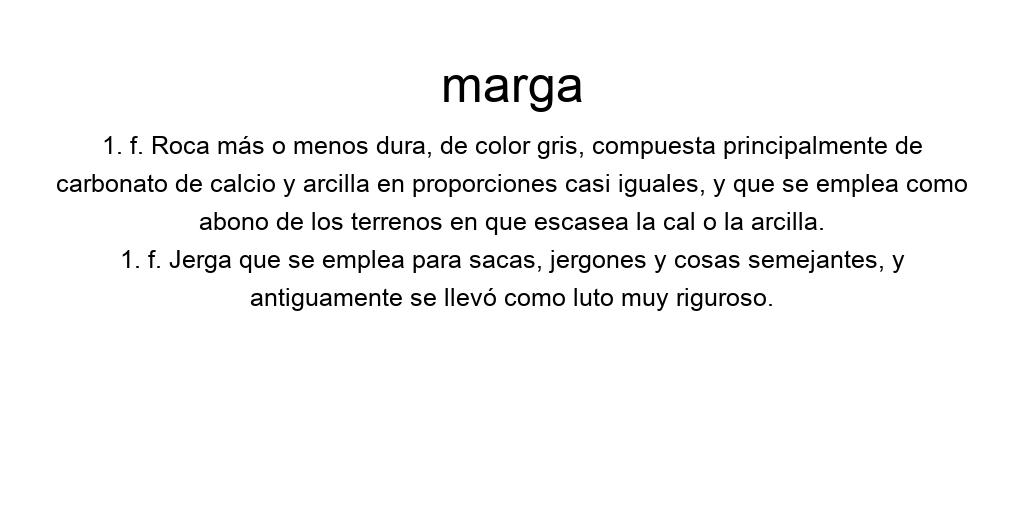 marga
1. f. Roca más o menos dura, de color gris, compuesta principalmente de
carbonato de calcio y arcilla en proporciones casi iguales, y que se emplea como
abono de los terrenos en que escasea la cal o la arcilla.
1. f. Jerga que se emplea para sacas, jergones y cosas semejantes, y
antiguamente se llevó como luto muy riguroso.